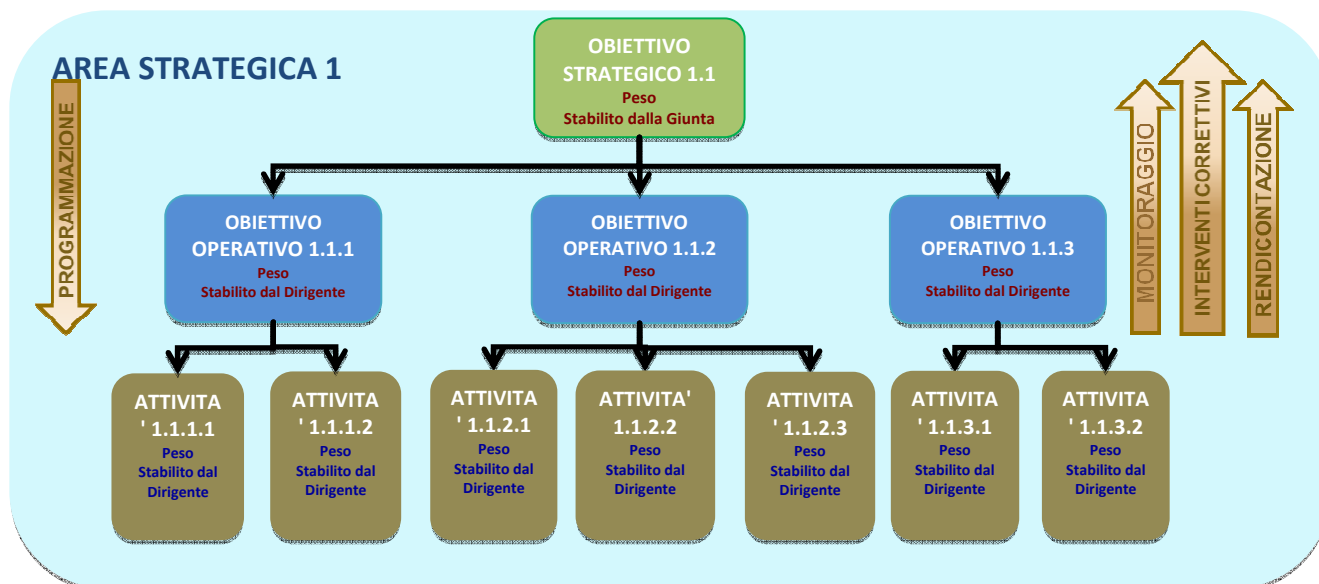 AREA STRATEGICA 1
OBIETTIVO
STRATEGICO 1.1
Peso
Stabilito dalla Giunta
PROGRAMMAZIONE
MONITORAGGIO
INTERVENTI CORRETTIVI
RENDICONTAZIONE
OBIETTIVO
OPERATIVO 1.1.1
Peso
Stabilito dal Dirigente
OBIETTIVO
OPERATIVO 1.1.2
Peso
Stabilito dal Dirigente
OBIETTIVO
OPERATIVO 1.1.3
Peso
Stabilito dal Dirigente
ATTIVITA
' 1.1.1.1
Peso
Stabilito dal
Dirigente
ATTIVITA
' 1.1.1.2
Peso
Stabilito dal
Dirigente
ATTIVITA
' 1.1.2.1
Peso
Stabilito dal
Dirigente
ATTIVITA'
1.1.2.2
Peso
Stabilito dal
Dirigente
ATTIVITA
' 1.1.2.3
Peso
Stabilito dal
Dirigente
ATTIVITA
' 1.1.3.1
Peso
Stabilito dal
Dirigente
ATTIVITA
' 1.1.3.2
Peso
Stabilito dal
Dirigente